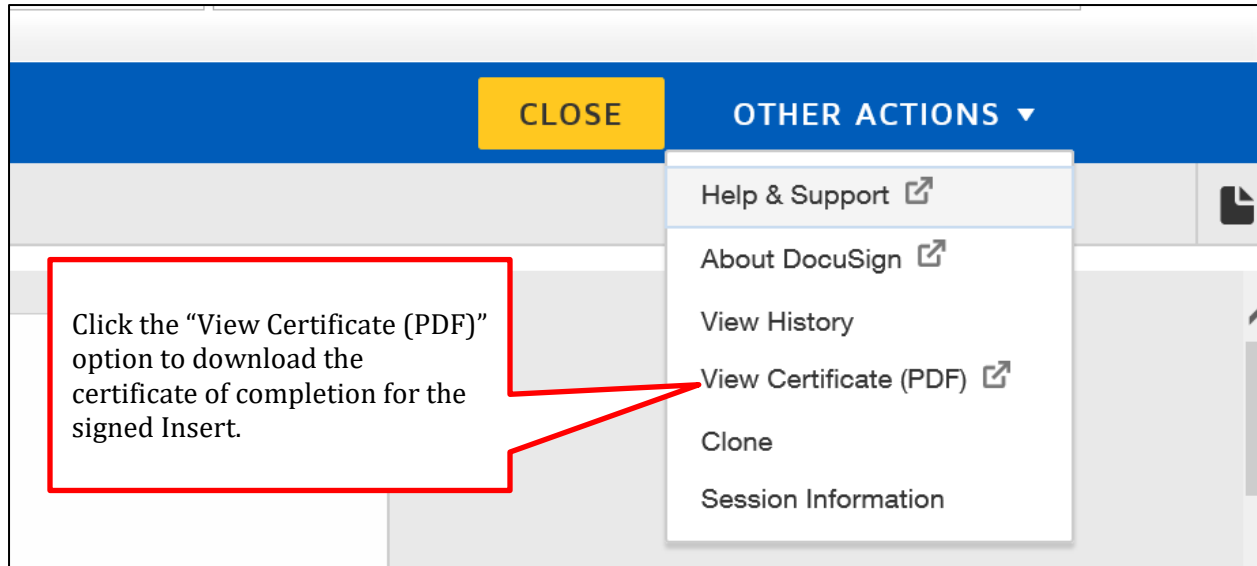 CLOSE
OTHER ACTIONS ▼
Help & Support
About DocuSign
View History
View Certificate (PDF)
Clone
Session Information
Click the “View Certificate (PDF)”
option to download the
certificate of completion for the
signed Insert.